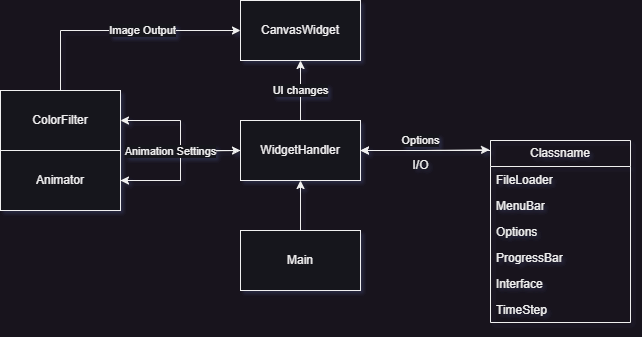 Image Output
CanvasWidget
UI changes
ColorFilter
Animation Settings
Animator
WidgetHandler
Options
I/O
Main
Classname
FileLoader
MenuBar
Options
ProgressBar
Interface
TimeStep